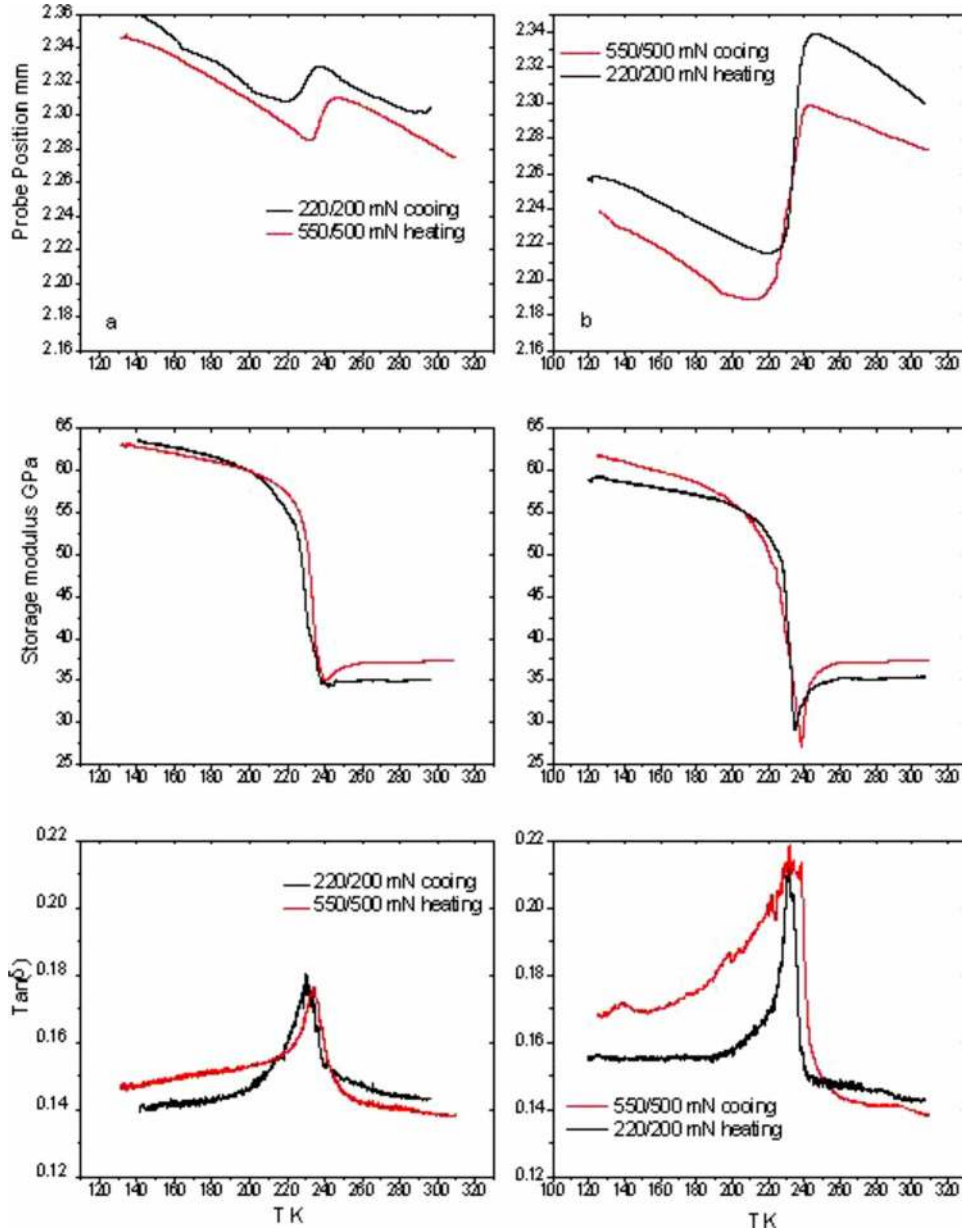 2.36
2.34
2.32
2.30
2.28
2.26
2.24
2.22
2.20
2.18
2.16
Probe Position mm
220/200 mN cooing
550/500 mN heating
a
120 140 160 180 200 220 240 260 280 300 320
2.34
2.32
2.30
2.28
2.26
2.24
2.22
2.20
2.18
2.16
550/500 mN cooing
220/200 mN heating
b
100 120 140 160 180 200 220 240 260 280 300 320
65
60
55
50
45
40
35
30
25
Storage modulus GPa
120 140 160 180 200 220 240 260 280 300 320
65
60
55
50
45
40
35
30
25
100 120 140 160 180 200 220 240 260 280 300 320
0.22
0.20
0.18
0.16
0.14
0.12
Tan(δ)
220/200 mN cooing
550/500 mN heating
120 140 160 180 200 220 240 260 280 300 320
T K
0.22
0.20
0.18
0.16
0.14
0.12
550/500 mN cooing
220/200 mN heating
100 120 140 160 180 200 220 240 260 280 300 320
T K